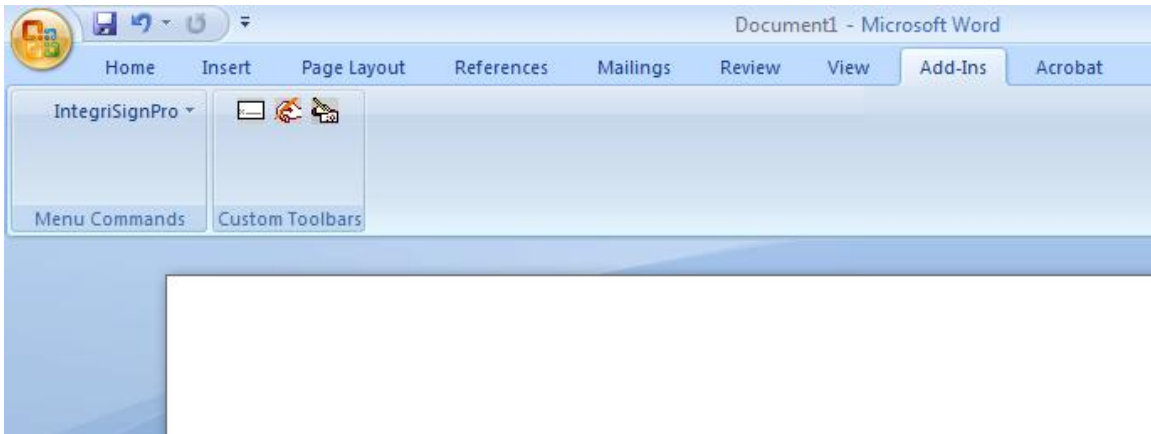 Document1 - Microsoft Word
Home Insert Page Layout References Mailings Review View Add-Ins Acrobat
IntegriSignPro
Menu Commands Custom Toolbars